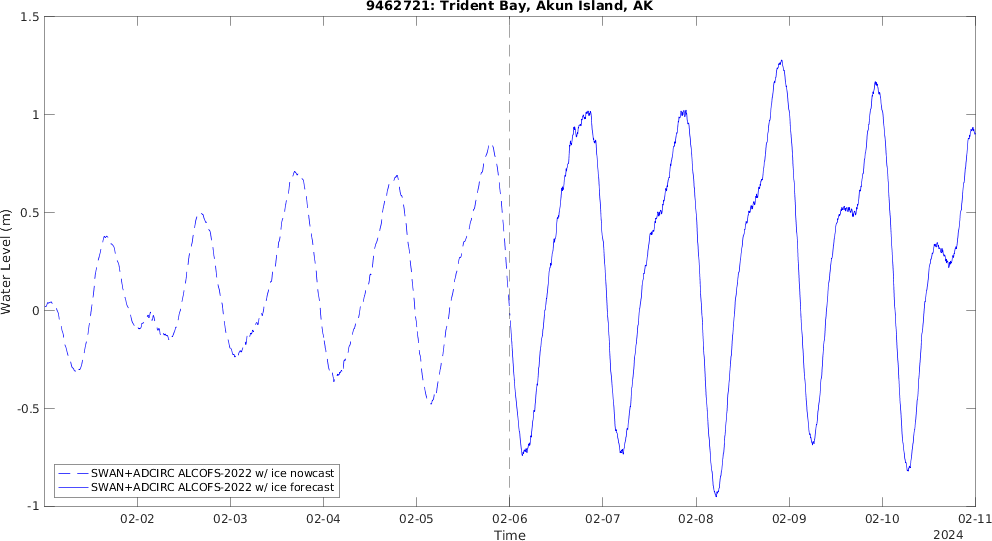 9462721: Trident Bay, Akun Island, AK
1.5
1
0.5
0
-0.5
-1
Water Level (m)
SWAN+ADCIRC ALCOFS-2022 w/ ice nowcast
SWAN+ADCIRC ALCOFS-2022 w/ ice forecast
02-02 02-03 02-04 02-05 02-06 02-07 02-08 02-09 02-10 02-11
Time
2024